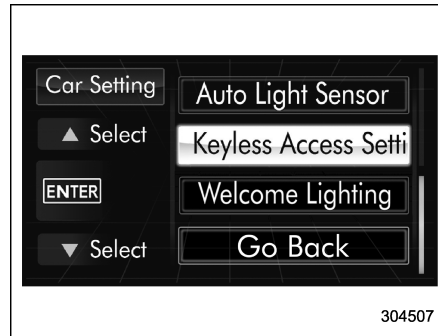 Car Setting
Auto Light Sensor
▲ Select
Keyless Access Setti
ENTER
Welcome Lighting
▼ Select
Go Back
304507